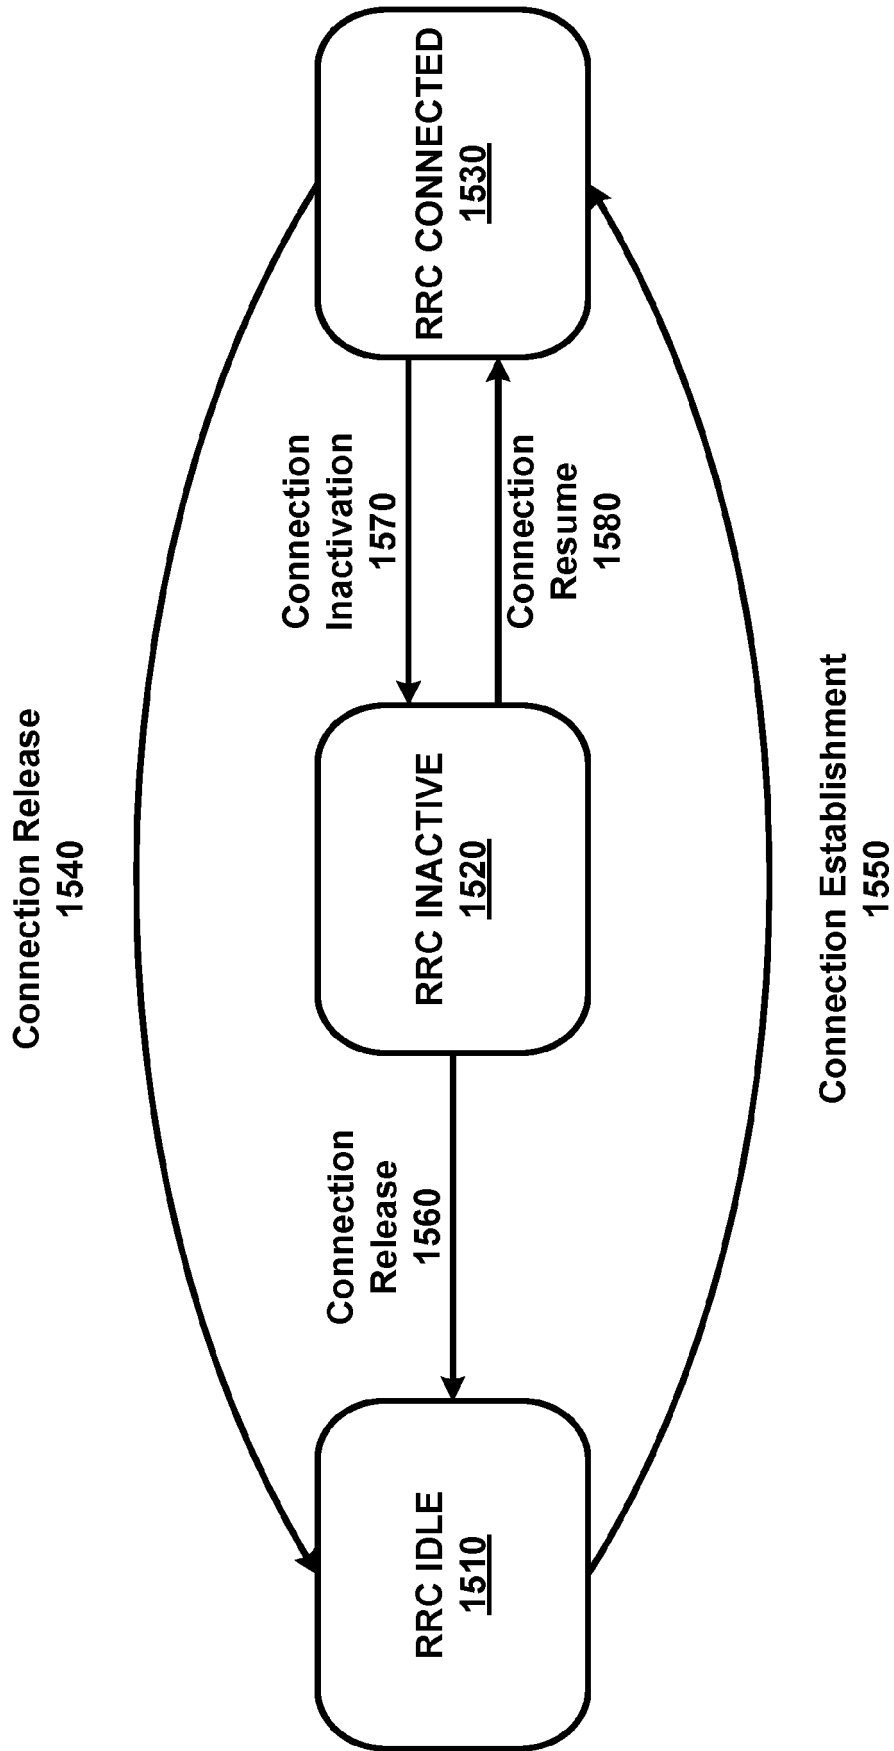 Connection Release
1540
RRC IDLE
1510
Connection
Release
1560
RRC INACTIVE
1520
Connection
Inactivation
1570
Connection
Resume
1580
RRC CONNECTED
1530
Connection Establishment
1550